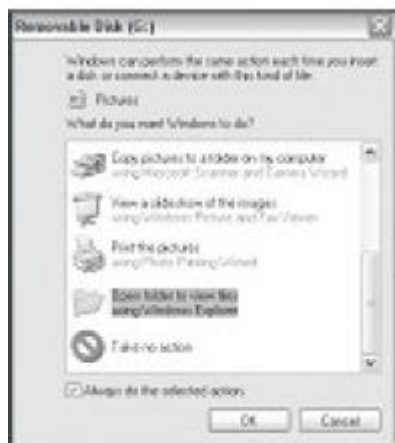 Removable Disk (G:)
Windows can perform the same action each time you insert
a disk or connect a device with this kind of file:
Pictures
What do you want Windows to do?
Copy pictures to a folder on my computer
using Microsoft Scanner and Camera Wizard
View a slideshow of the images
using Windows Picture and Fax Viewer
Print the pictures
using Photo Printing Wizard
Open folder to view files
using Windows Explorer
Take no action
Always do the selected action.
OK Cancel